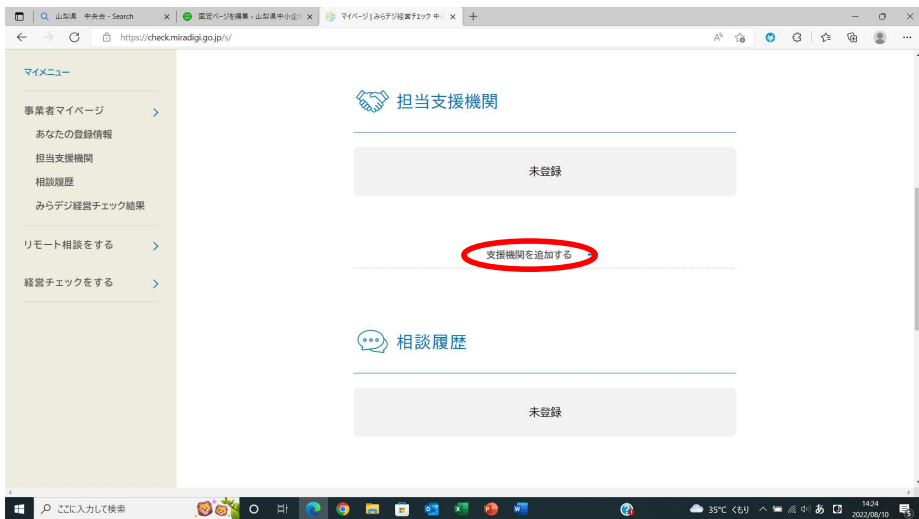 山梨県　中央会 - Search
固定ページを編集 ‹ 山梨県中小企
マイページ | みらデジ経営チェック 中
https://check.miradigi.go.jp/s/
マイメニュー
事業者マイページ
あなたの登録情報
担当支援機関
相談履歴
みらデジ経営チェック結果
リモート相談をする
経営チェックをする
担当支援機関
未登録
支援機関を追加する
相談履歴
未登録
ここに入力して検索
35°C くもり
あ
14:24
2022/08/10
5